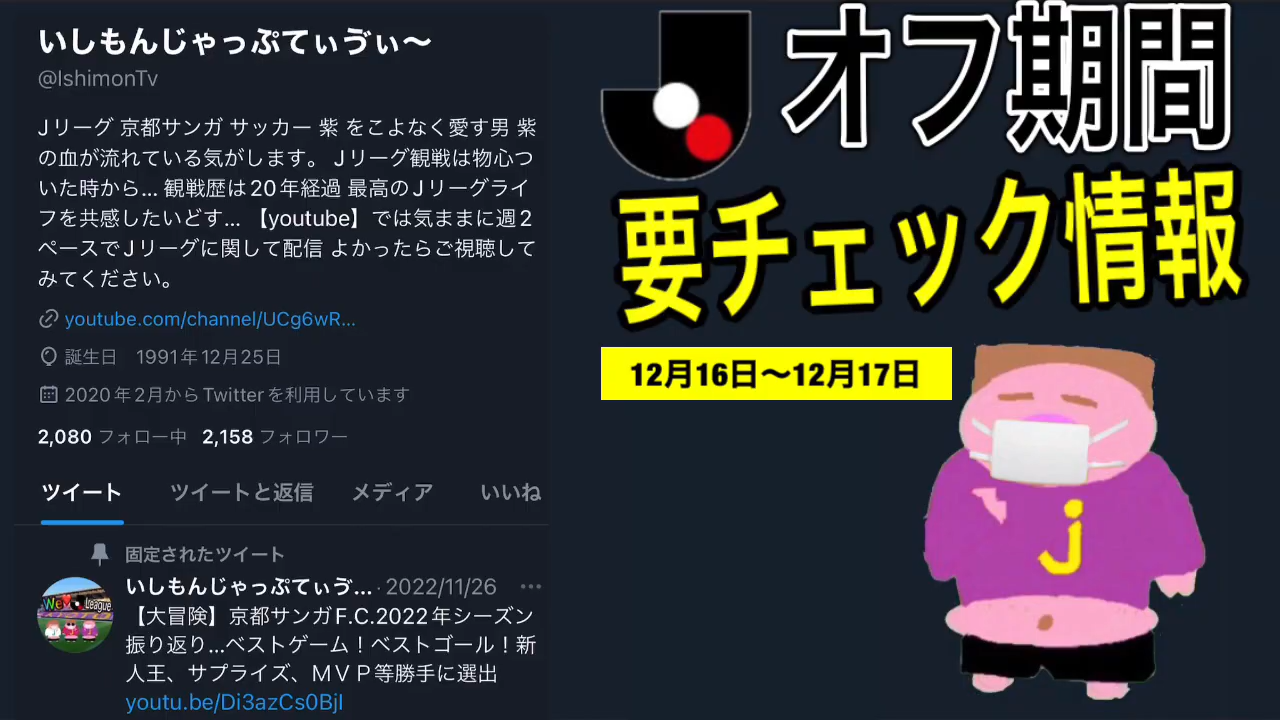 いしもんじゃっぷてぃゔぃ〜
@IshimonTv
Jリーグ 京都サンガ サッカー 紫 をこよなく愛す男 紫
の血が流れている気がします。 Jリーグ観戦は物心つ
いた時から... 観戦歴は20年経過 最高のJリーグライ
フを共感したいどす... 【youtube】では気ままに週2
ペースでJリーグに関して配信 よかったらご視聴して
みてください。
youtube.com/channel/UCg6wR...
誕生日 1991年12月25日
2020年2月からTwitterを利用しています
2,080 フォロー中 2,158 フォロワー
ツイート ツイートと返信 メディア いいね
固定されたツイート
いしもんじゃっぷてぃゔ... · 2022/11/26 ···
We League
【大冒険】京都サンガF.C.2022年シーズン
振り返り...ベストゲーム！ベストゴール！新
人王、サプライズ、ＭＶＰ等勝手に選出
youtu.be/Di3azCs0BjI
オフ期間
要チェック情報
12月16日〜12月17日
j